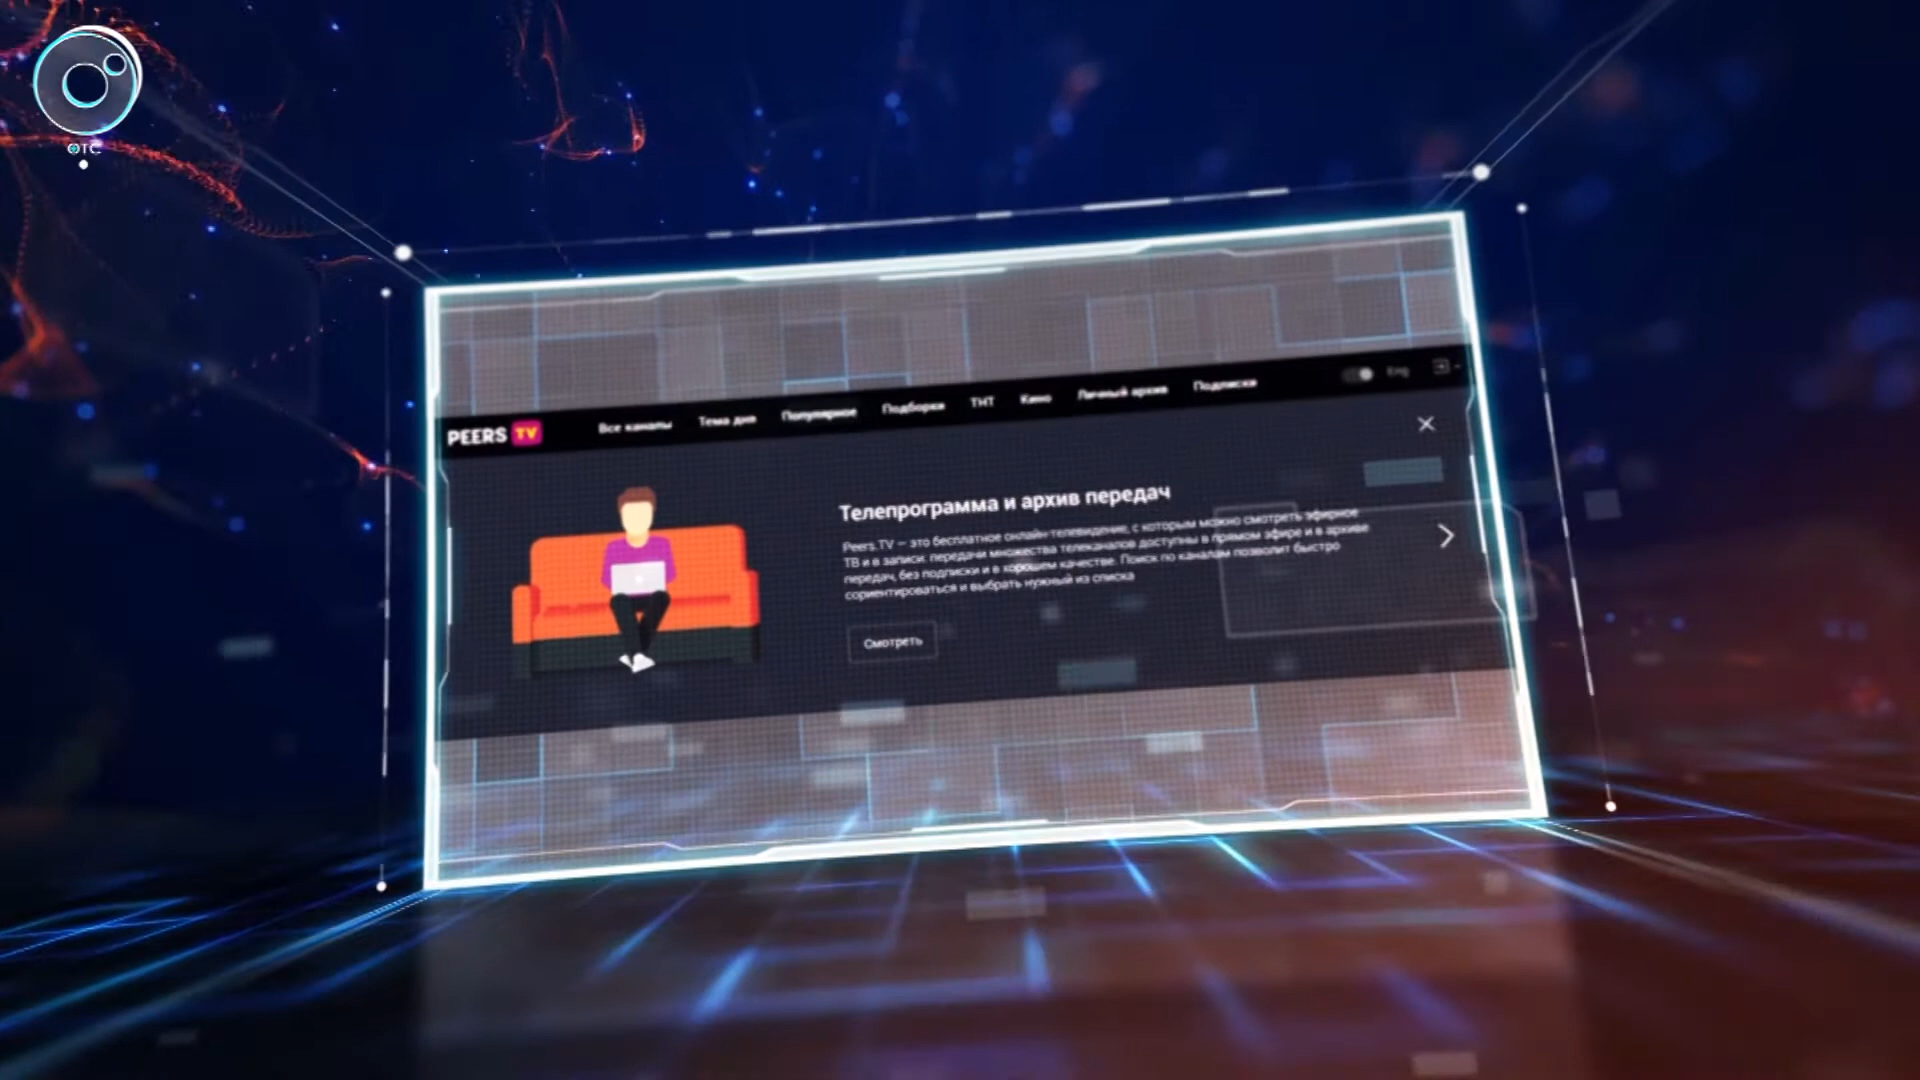 ОТС
PEERS TV
Все каналы Тема дня Популярное Подборки ТНТ Кино Личный архив Подписки Eng
Телепрограмма и архив передач
Peers.TV — это бесплатное онлайн-телевидение, с которым можно смотреть эфирное
ТВ и в записи: передачи множества телеканалов доступны в прямом эфире и в архиве
передач, без подписки и в хорошем качестве. Поиск по каналам позволит быстро
сориентироваться и выбрать нужный из списка
Смотреть